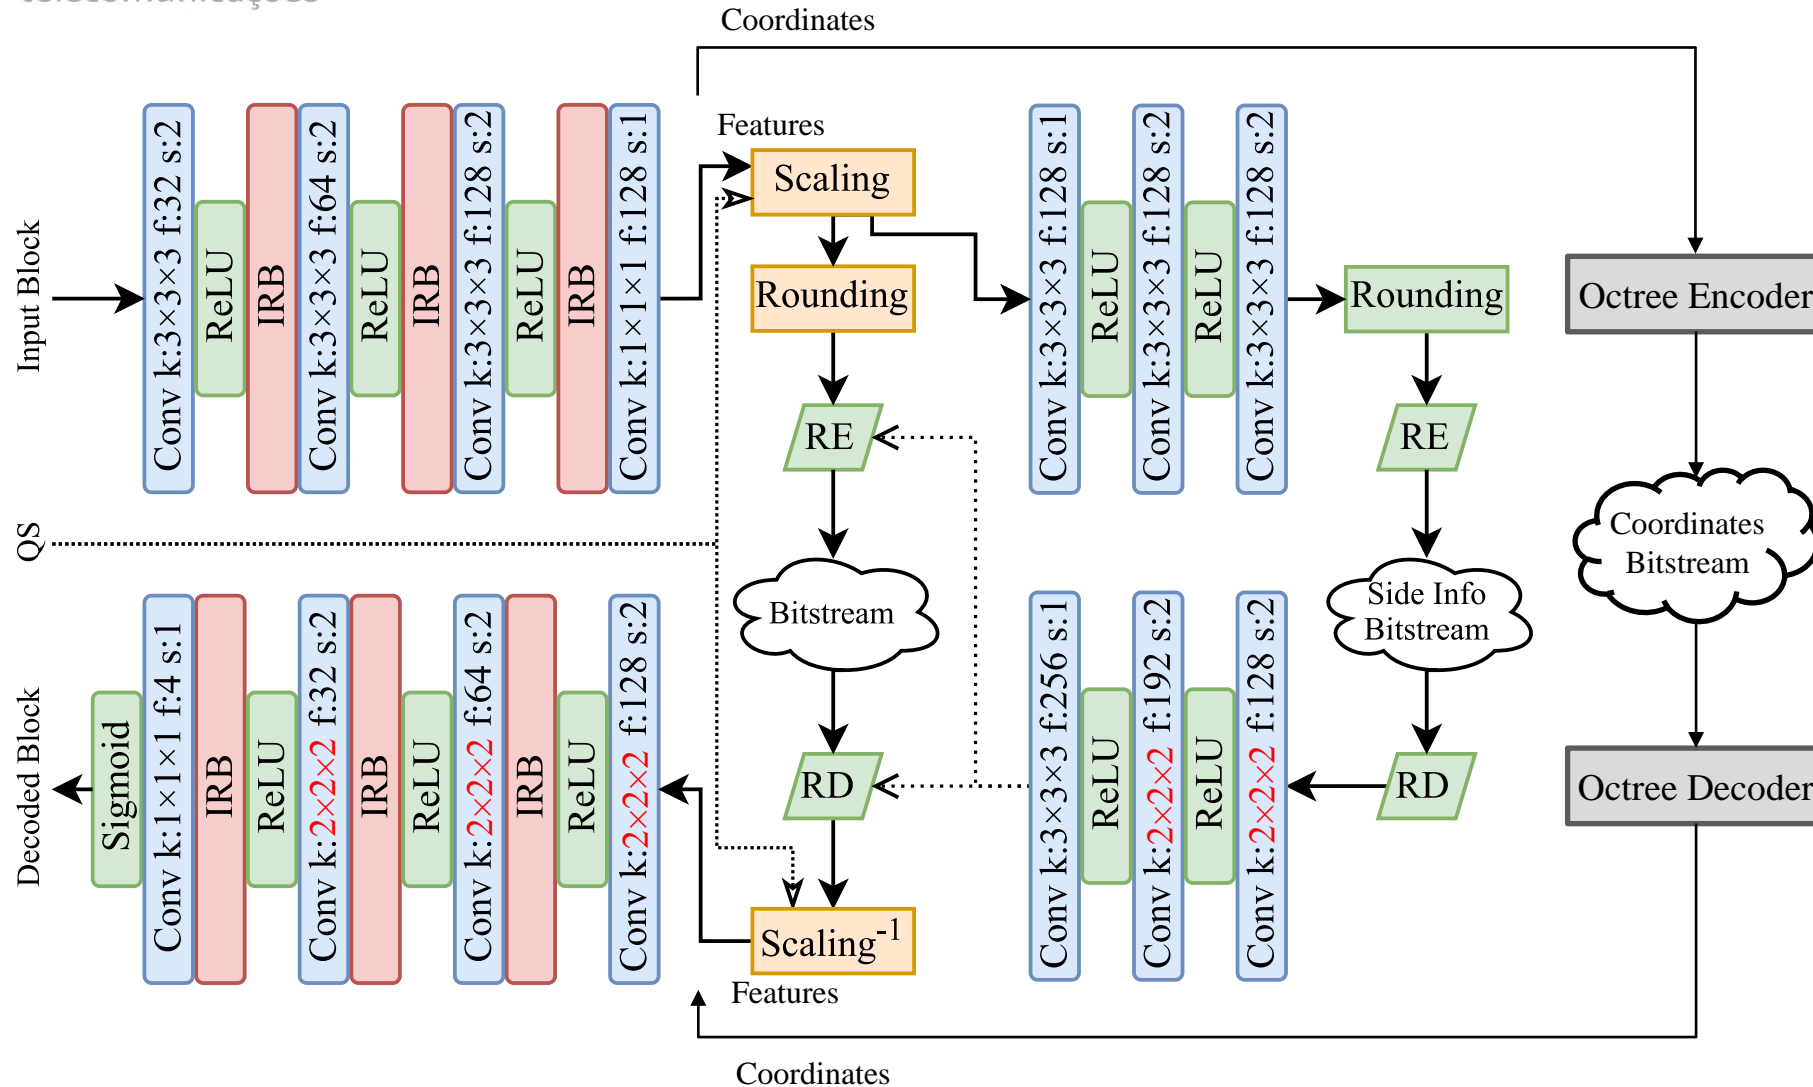 telecomunicações
Coordinates
Features
Input Block
Conv k:3×3×3 f:32 s:2
ReLU
IRB
Conv k:3×3×3 f:64 s:2
ReLU
IRB
Conv k:3×3×3 f:128 s:2
ReLU
IRB
Conv k:1×1×1 f:128 s:1
Scaling
Rounding
RE
Bitstream
RD
Scaling-1
Conv k:3×3×3 f:128 s:1
ReLU
Conv k:3×3×3 f:128 s:2
ReLU
Conv k:3×3×3 f:128 s:2
Rounding
RE
Side Info
Bitstream
RD
Octree Encoder
Coordinates
Bitstream
Octree Decoder
QS
Decoded Block
Sigmoid
Conv k:1×1×1 f:4 s:1
IRB
ReLU
Conv k:2×2×2 f:32 s:2
IRB
ReLU
Conv k:2×2×2 f:64 s:2
IRB
ReLU
Conv k:2×2×2 f:128 s:2
Conv k:3×3×3 f:256 s:1
ReLU
Conv k:2×2×2 f:192 s:2
ReLU
Conv k:2×2×2 f:128 s:2
Features
Coordinates